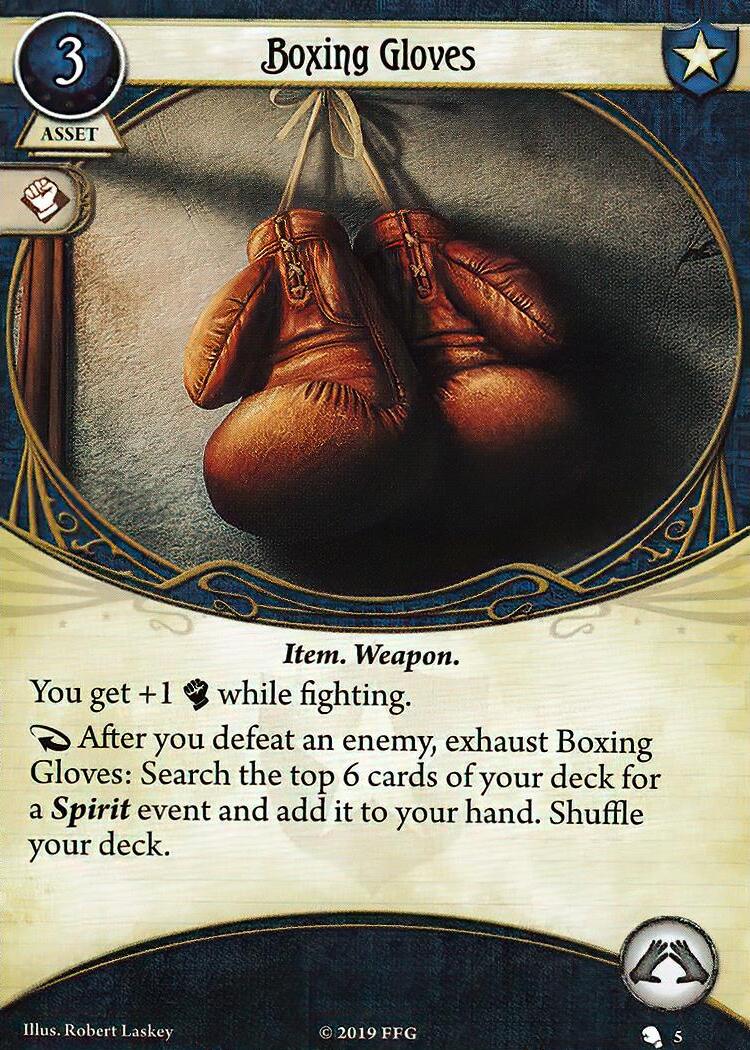 3
Boxing Gloves
ASSET
Item. Weapon.
You get +1 while fighting.
After you defeat an enemy, exhaust Boxing
Gloves: Search the top 6 cards of your deck for
a Spirit event and add it to your hand. Shuffle
your deck.
Illus. Robert Laskey
© 2019 FFG
5